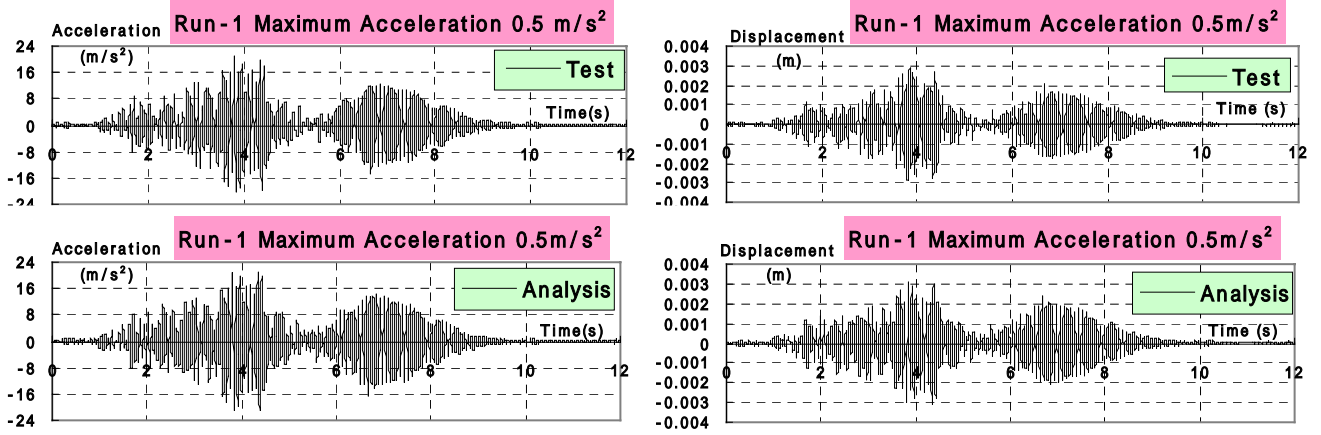 Run-1 Maximum Acceleration 0.5 m/s²
Acceleration
(m/s²)
24
16
8
0
-8
-16
-24
Test
Time(s)
0 2 4 6 8 10 12
Run-1 Maximum Acceleration 0.5m/s²
Displacement
(m)
0.004
0.003
0.002
0.001
0
-0.001
-0.002
-0.003
-0.004
Test
Time (s)
0 2 4 6 8 10 12
Run-1 Maximum Acceleration 0.5m/s²
Acceleration
(m/s²)
24
16
8
0
-8
-16
-24
Analysis
Time(s)
0 2 4 6 8 10 12
Run-1 Maximum Acceleration 0.5m/s²
Displacement
(m)
0.004
0.003
0.002
0.001
0
-0.001
-0.002
-0.003
-0.004
Analysis
Time (s)
0 2 4 6 8 10 12